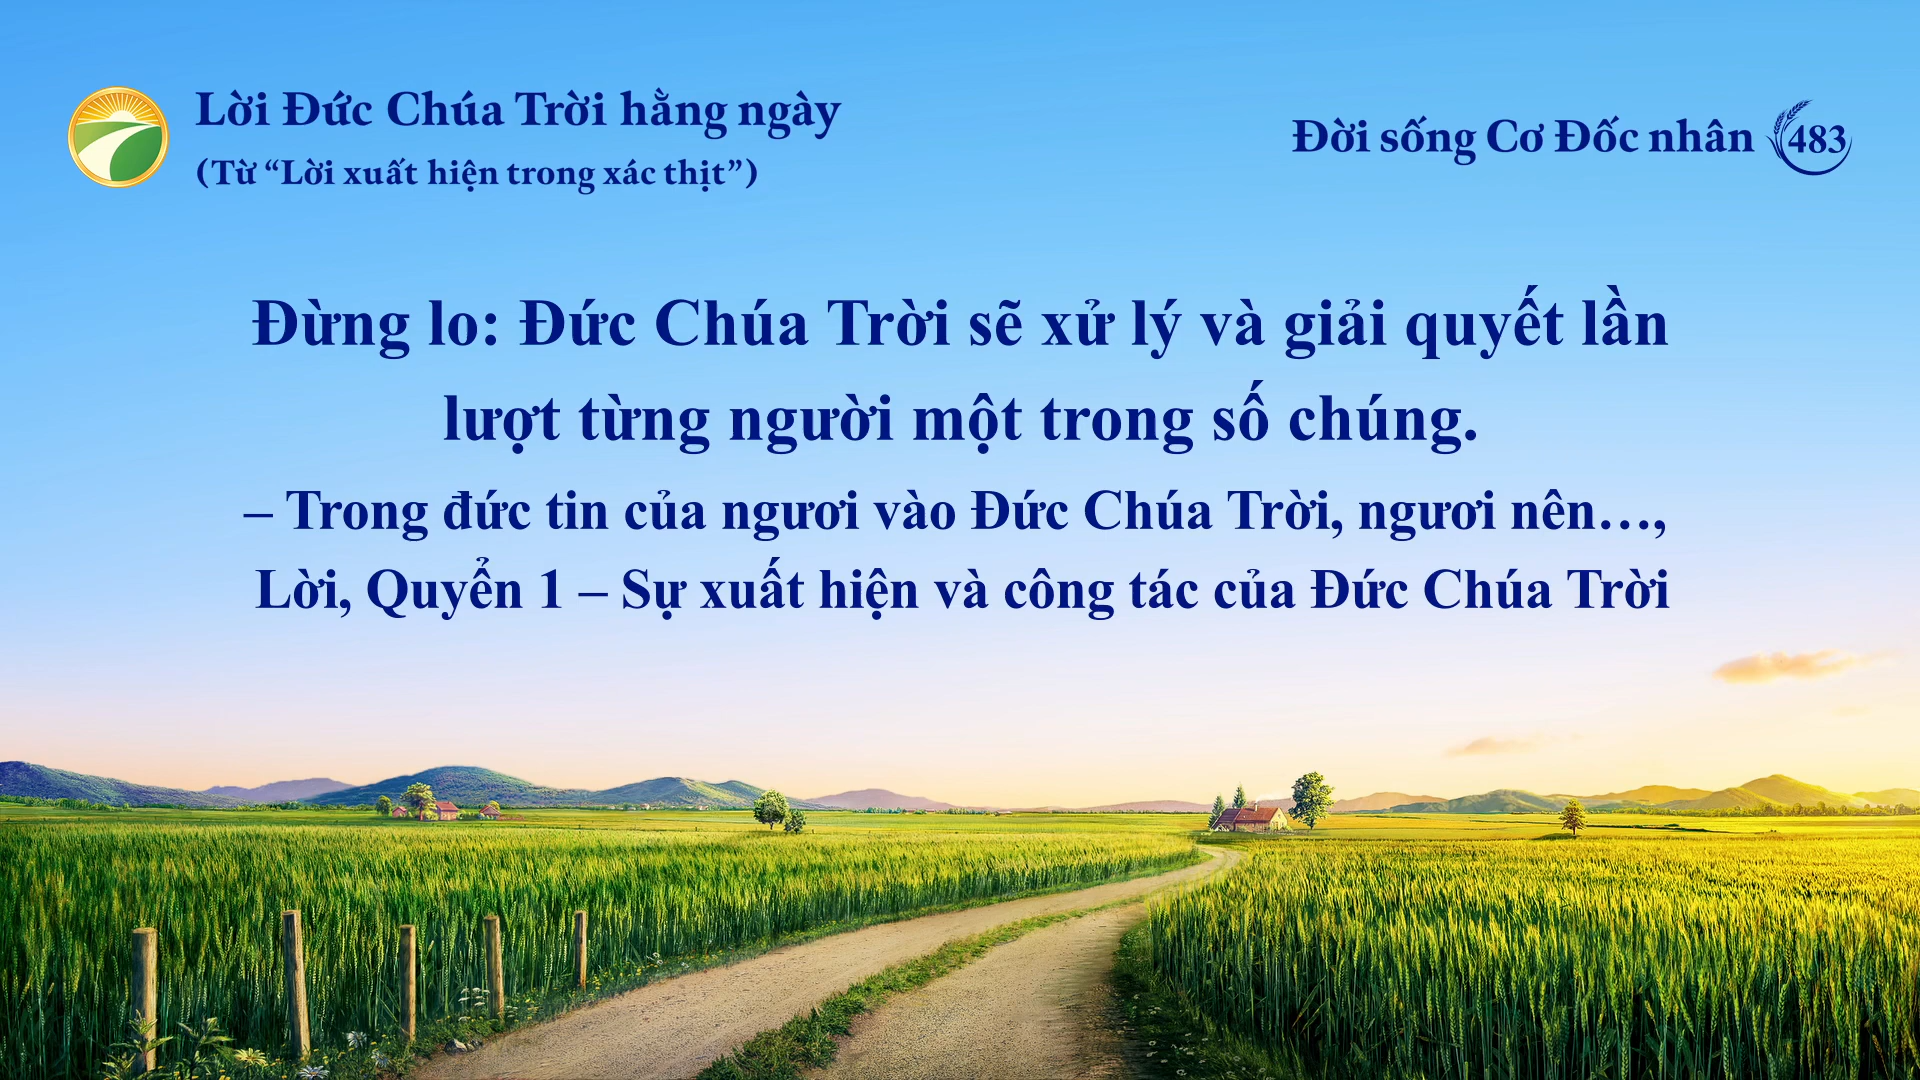 Lời Đức Chúa Trời hằng ngày
(Từ “Lời xuất hiện trong xác thịt”)
Đời sống Cơ Đốc nhân 483
Đừng lo: Đức Chúa Trời sẽ xử lý và giải quyết lần
lượt từng người một trong số chúng.
– Trong đức tin của ngươi vào Đức Chúa Trời, ngươi nên…,
Lời, Quyển 1 – Sự xuất hiện và công tác của Đức Chúa Trời